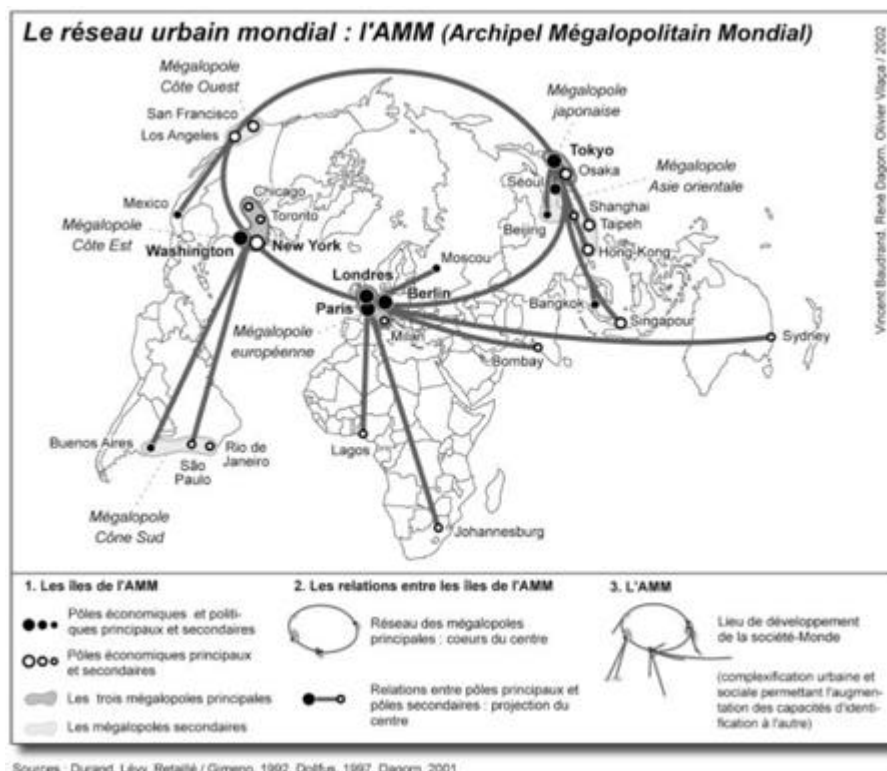 Le réseau urbain mondial : l'AMM (Archipel Mégalopolitain Mondial)
Vincent Baudrand, René Dagorn, Olivier Vilaça / 2002
Mégalopole
Côte Ouest
San Francisco
Los Angeles
Mégalopole
japonaise
Tokyo
Osaka
Séoul
Mégalopole
Asie orientale
Chicago
Toronto
Mexico
Mégalopole
Côte Est
Washington
New York
Shanghai
Taipeh
Beijing
Hong-Kong
Moscou
Londres
Berlin
Paris
Milan
Mégalopole
européenne
Bangkok
Singapour
Bombay
Sydney
Buenos Aires
São
Paulo
Rio de
Janeiro
Lagos
Johannesburg
Mégalopole
Cône Sud
1. Les îles de l'AMM
Pôles économiques et politi-
ques principaux et secondaires
Pôles économiques principaux
et secondaires
Les trois mégalopoles principales
Les mégalopoles secondaires
2. Les relations entre les îles de l'AMM
Réseau des mégalopoles
principales : coeurs du centre
Relations entre pôles principaux et
pôles secondaires : projection du
centre
3. L'AMM
Lieu de développement
de la société-Monde
(complexification urbaine et
sociale permettant l'augmen-
tation des capacités d'identi-
fication à l'autre)
Sources : Durand, Lévy, Retaillé / Gimeno, 1992, Dollfus, 1997, Dagorn, 2001